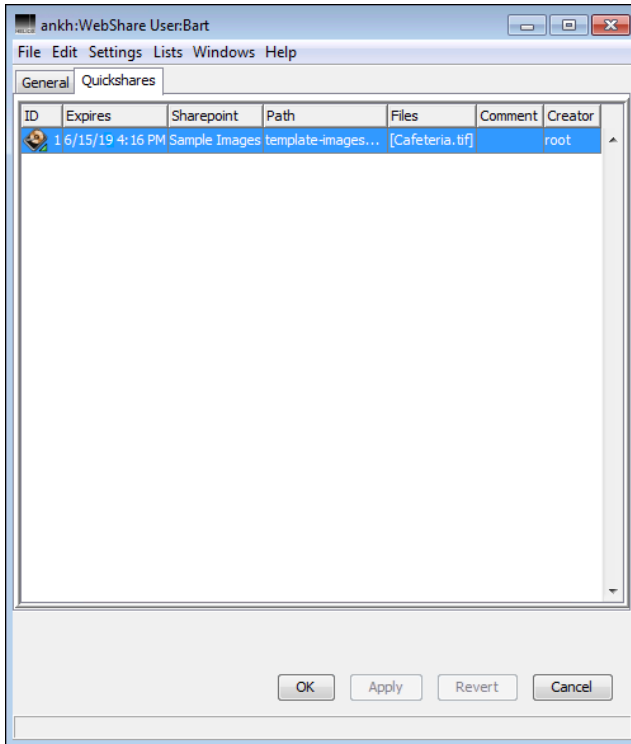 HELIOS ankh:WebShare User:Bart
File Edit Settings Lists Windows Help
General Quickshares
ID Expires Sharepoint Path Files Comment Creator
1 6/15/19 4:16 PM Sample Images template-images... [Cafeteria.tif] root
OK Apply Revert Cancel